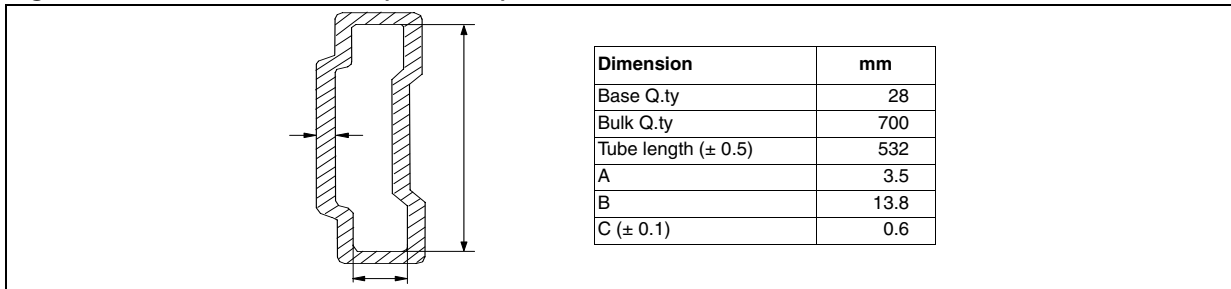 Dimension mm
Base Q.ty 28
Bulk Q.ty 700
Tube length (± 0.5) 532
A 3.5
B 13.8
C (± 0.1) 0.6